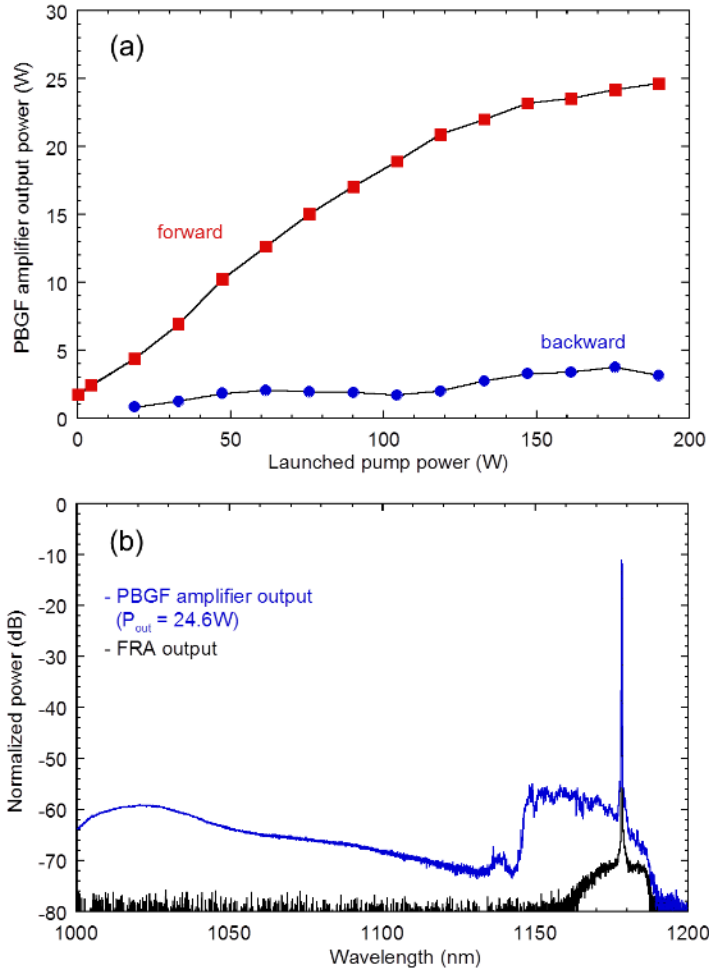 (a)
PBGF amplifier output power (W)
30
25
20
15
10
5
0
forward
backward
0 50 100 150 200
Launched pump power (W)
(b)
Normalized power (dB)
0
-10
-20
-30
-40
-50
-60
-70
-80
- PBGF amplifier output
(Pout = 24.6W)
- FRA output
1000 1050 1100 1150 1200
Wavelength (nm)